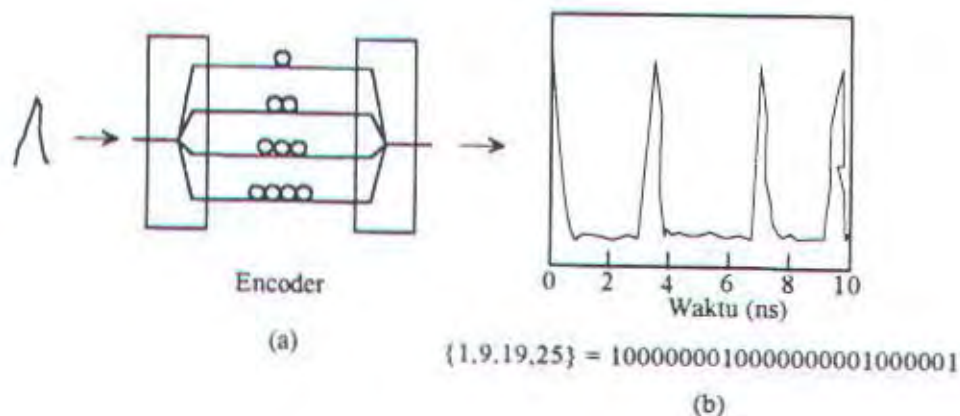 Encoder
(a)
0 2 4 6 8 10
Waktu (ns)
{1.9.19,25} = 1000000010000000001000001
(b)